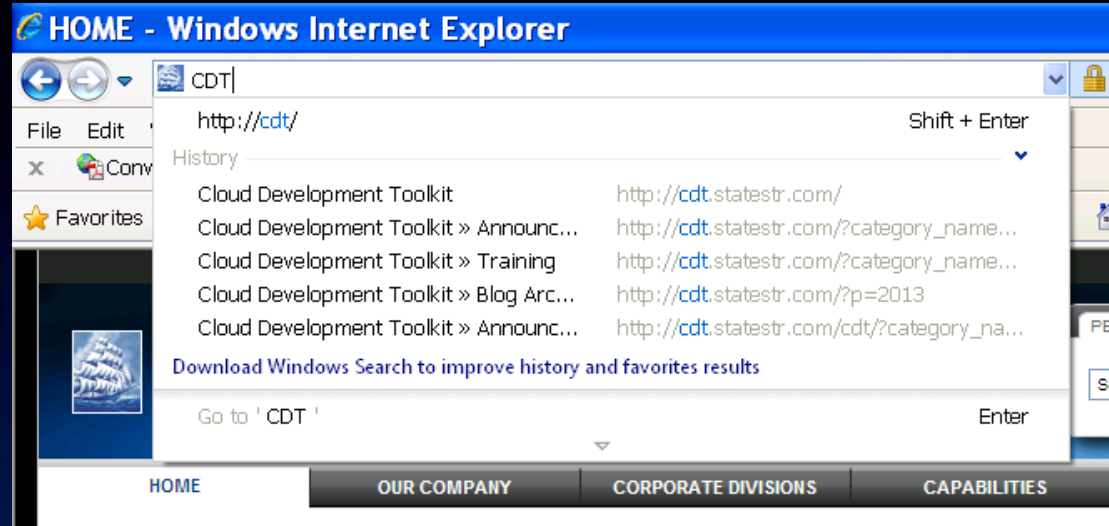 HOME - Windows Internet Explorer
CDT
File Edit
http://cdt/ Shift + Enter
x Conv
History
Favorites
Cloud Development Toolkit http://cdt.statestr.com/
Cloud Development Toolkit » Announc... http://cdt.statestr.com/?category_name...
Cloud Development Toolkit » Training http://cdt.statestr.com/?category_name...
Cloud Development Toolkit » Blog Arc... http://cdt.statestr.com/?p=2013
Cloud Development Toolkit » Announc... http://cdt.statestr.com/cdt/?category_na...
Download Windows Search to improve history and favorites results
Go to ' CDT ' Enter
HOME OUR COMPANY CORPORATE DIVISIONS CAPABILITIES